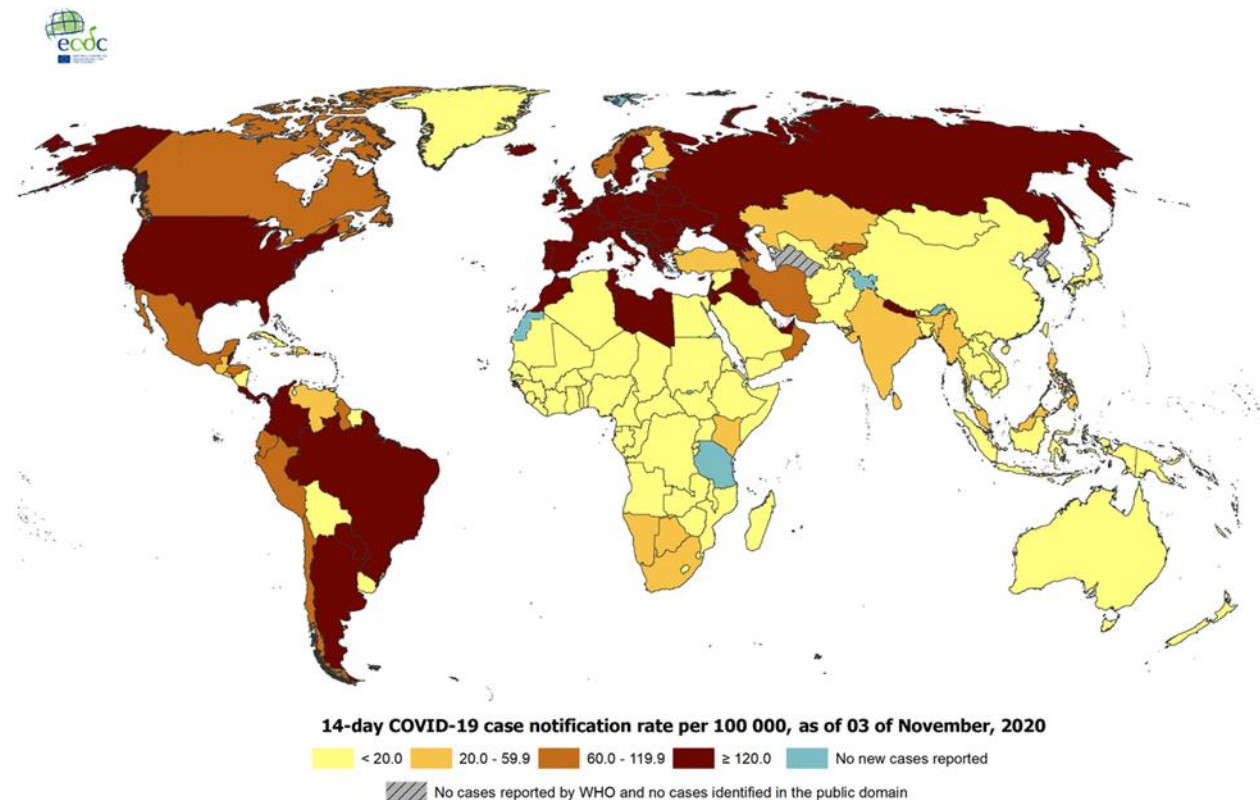 ecdc
14-day COVID-19 case notification rate per 100 000, as of 03 of November, 2020
< 20.0 20.0 - 59.9 60.0 - 119.9 ≥ 120.0 No new cases reported
No cases reported by WHO and no cases identified in the public domain